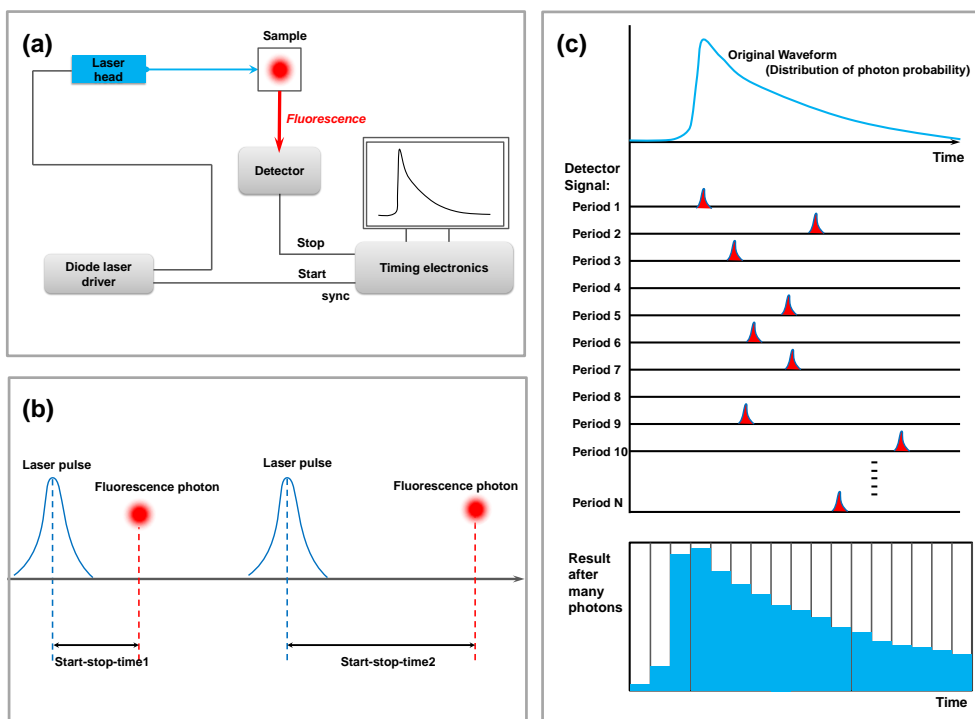 (a)
Laser
head
Sample
Fluorescence
Detector
Stop
Start
sync
Diode laser
driver
Timing electronics
(b)
Laser pulse
Fluorescence photon
Laser pulse
Fluorescence photon
Start-stop-time1
Start-stop-time2
(c)
Original Waveform
(Distribution of photon probability)
Time
Detector
Signal:
Period 1
Period 2
Period 3
Period 4
Period 5
Period 6
Period 7
Period 8
Period 9
Period 10
Period N
Result
after
many
photons
Time